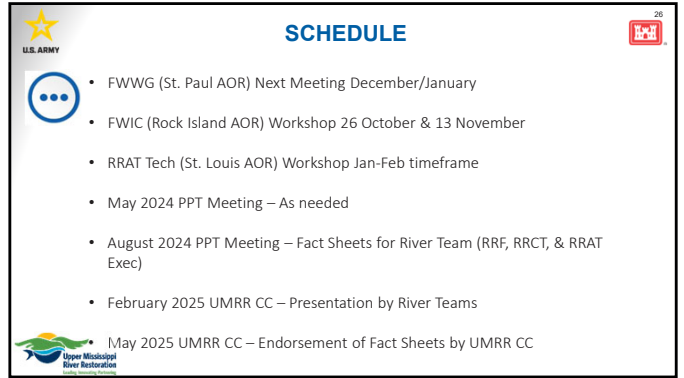 26
SCHEDULE
U.S. ARMY
• FWWG (St. Paul AOR) Next Meeting December/January
• FWIC (Rock Island AOR) Workshop 26 October & 13 November
• RRAT Tech (St. Louis AOR) Workshop Jan-Feb timeframe
• May 2024 PPT Meeting – As needed
• August 2024 PPT Meeting – Fact Sheets for River Team (RRF, RRCT, & RRAT
Exec)
• February 2025 UMRR CC – Presentation by River Teams
• May 2025 UMRR CC – Endorsement of Fact Sheets by UMRR CC
Upper Mississippi
River Restoration
Leading, Innovating, Partnering